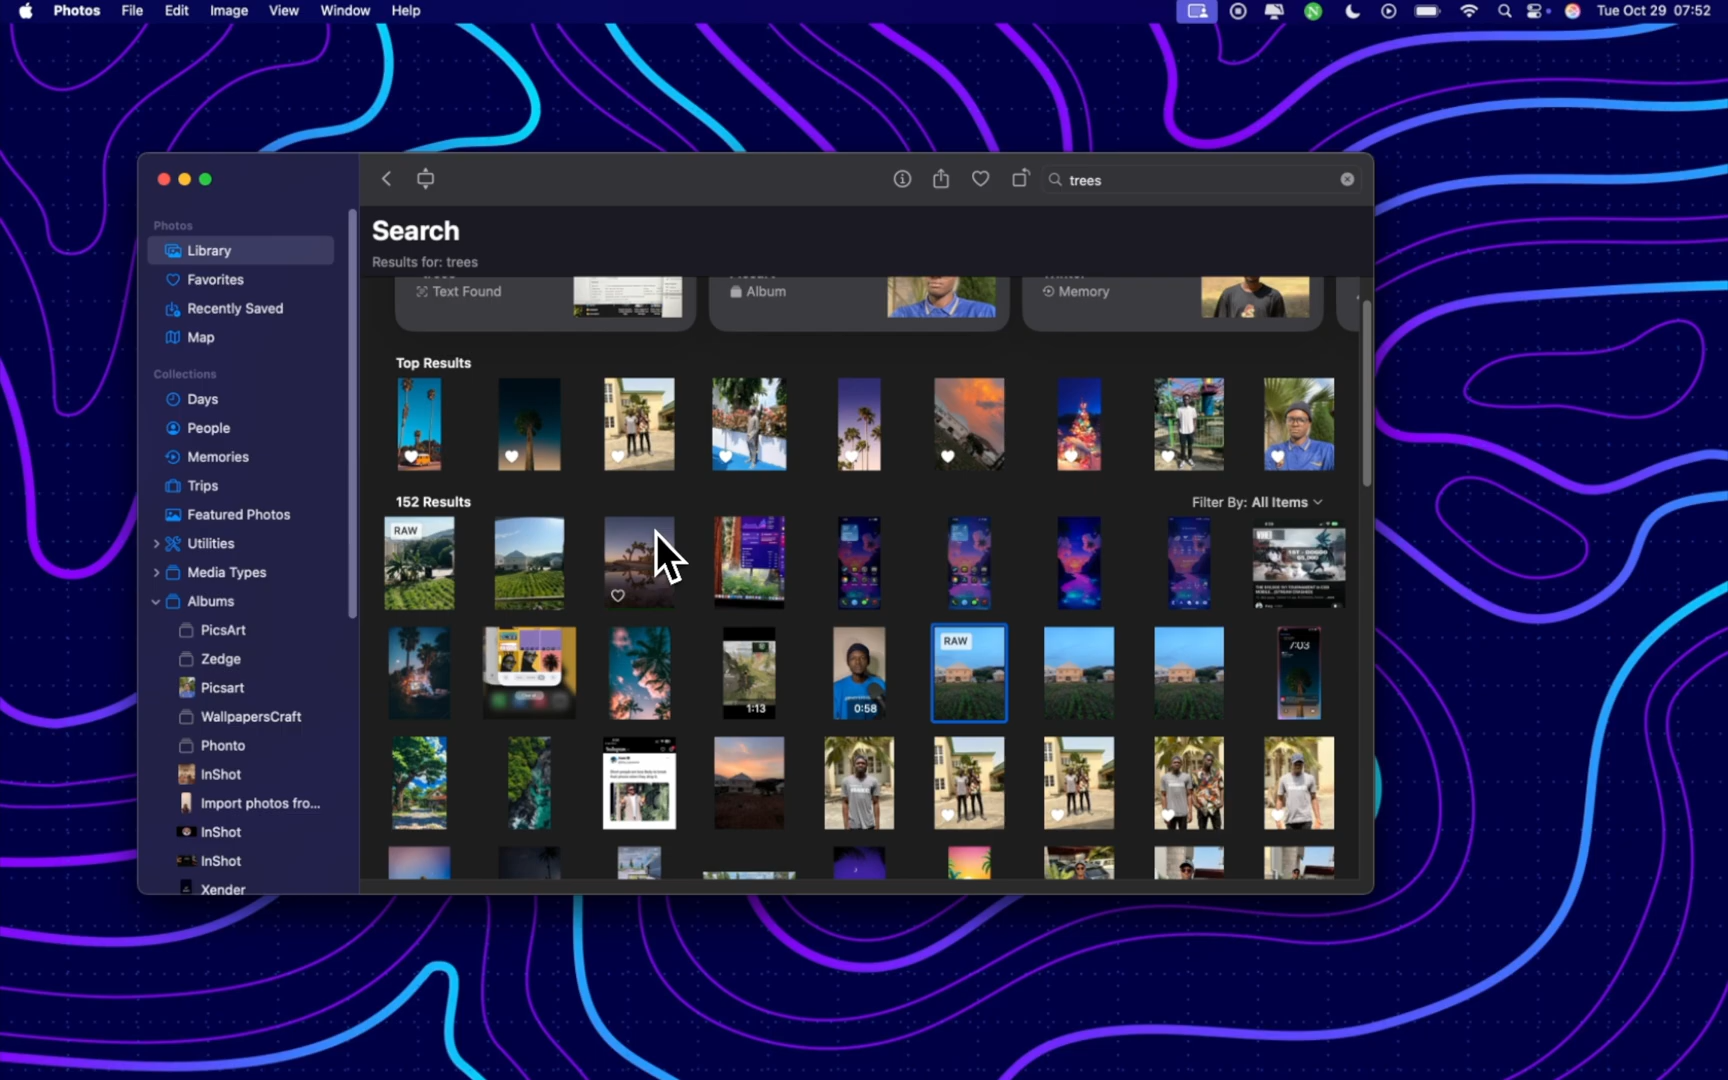 Photos File Edit Image View Window Help
Tue Oct 29 07:52
trees
Search
Results for: trees
Photos
Library
Favorites
Recently Saved
Map
Collections
Days
People
Memories
Trips
Featured Photos
Utilities
Media Types
Albums
PicsArt
Zedge
Picsart
WallpapersCraft
Phonto
InShot
Import photos fro...
InShot
InShot
Xender
Text Found
Album
Memory
Top Results
152 Results
Filter By: All Items
RAW
1:13
0:58
RAW
7:03